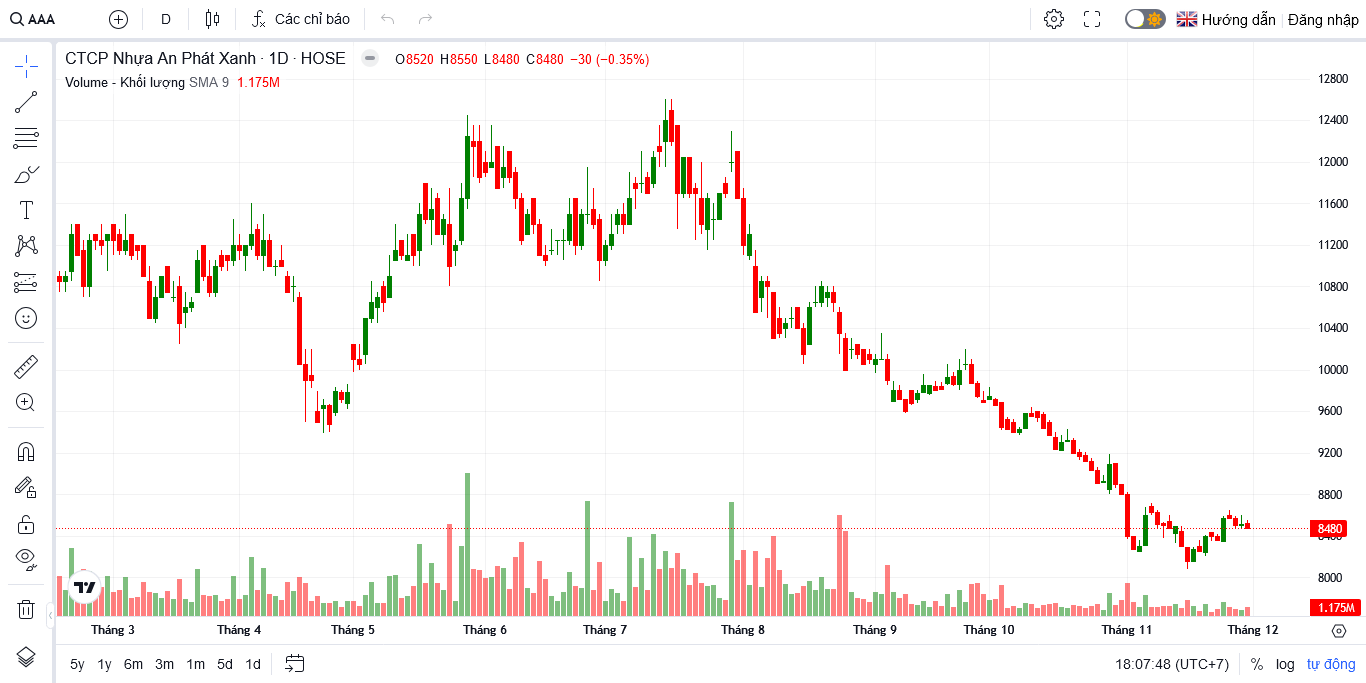 AAA D Các chỉ báo Hướng dẫn Đăng nhập
CTCP Nhựa An Phát Xanh · 1D · HOSE O8520 H8550 L8480 C8480 −30 (−0.35%)
Volume - Khối lượng SMA 9 1.175M
12800
12400
12000
11600
11200
10800
10400
10000
9600
9200
8800
8480
8400
8000
1.175M
Tháng 3 Tháng 4 Tháng 5 Tháng 6 Tháng 7 Tháng 8 Tháng 9 Tháng 10 Tháng 11 Tháng 12
5y 1y 6m 3m 1m 5d 1d 18:07:48 (UTC+7) % log tự động